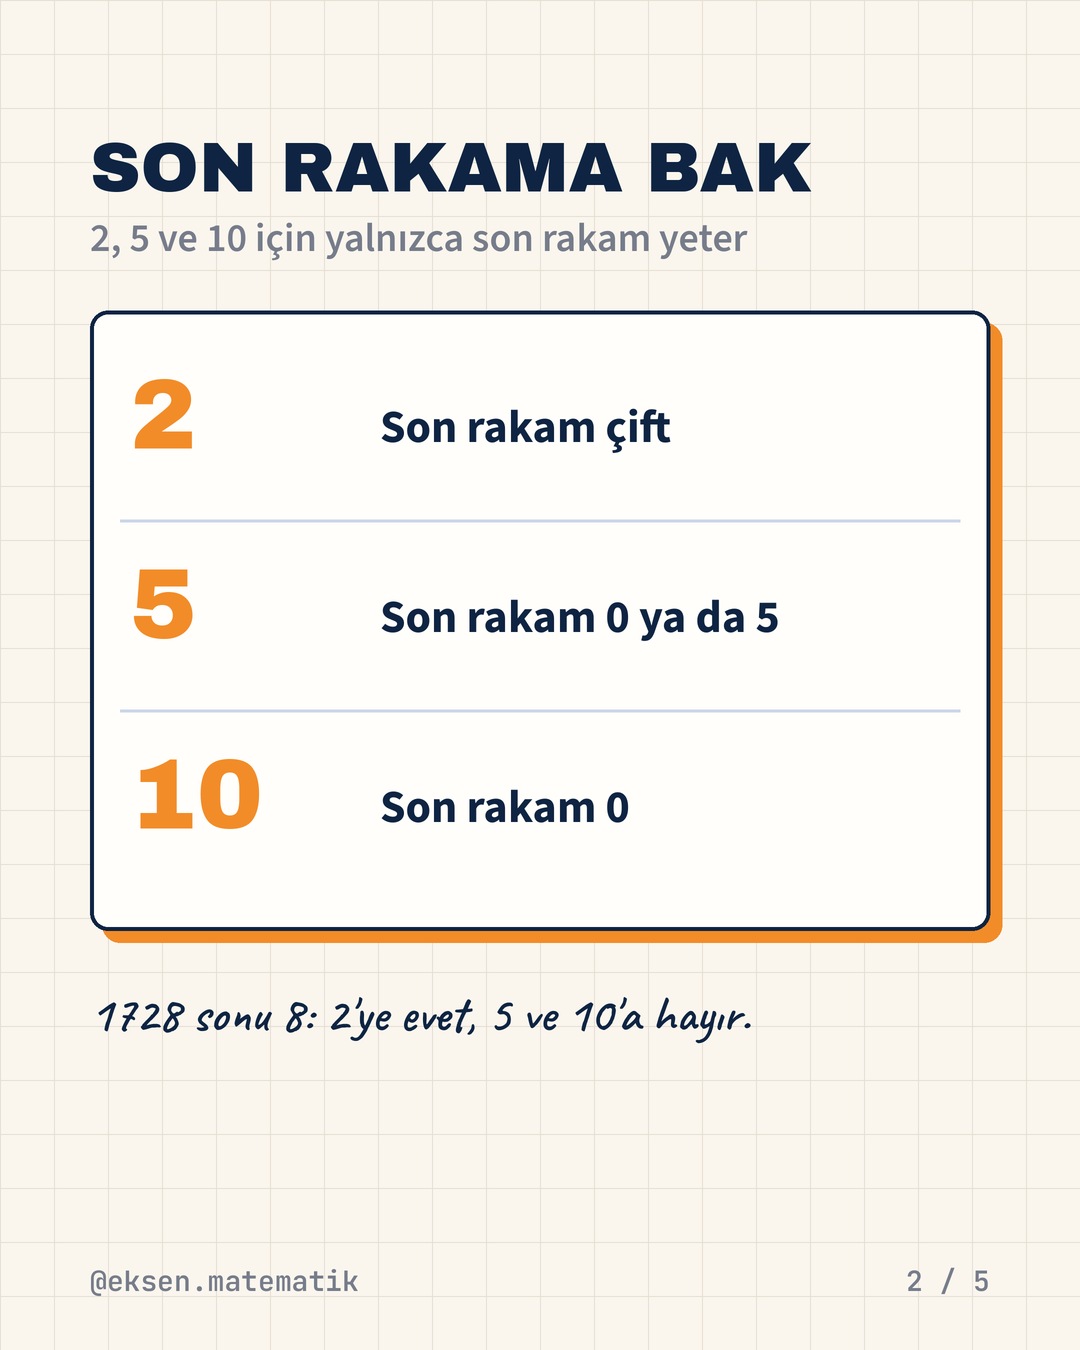 SON RAKAMA BAK
2, 5 ve 10 için yalnızca son rakam yeter
2
Son rakam çift
5
Son rakam 0 ya da 5
10
Son rakam 0
1728 sonu 8: 2'ye evet, 5 ve 10'a hayır.
@eksen.matematik
2 / 5